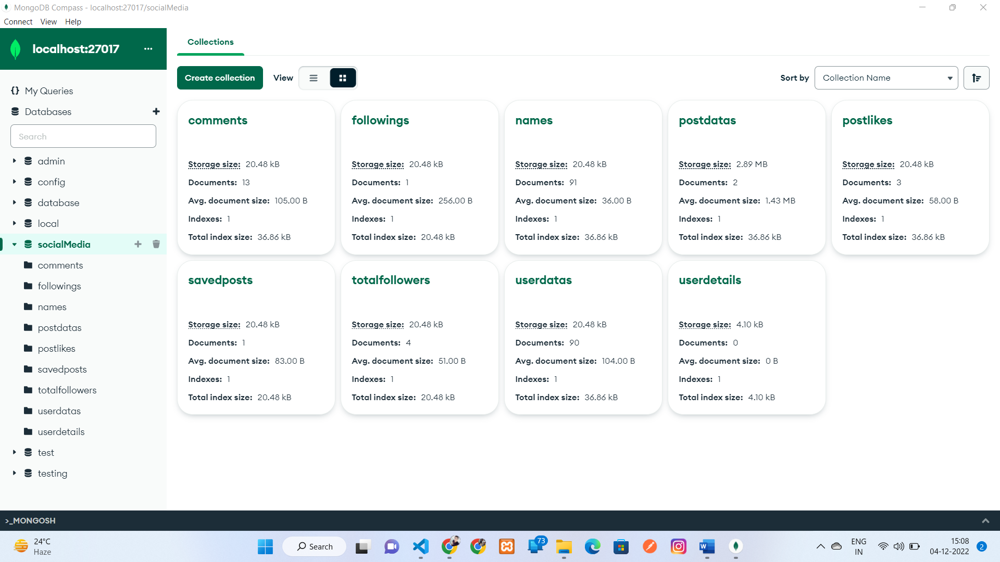 MongoDB Compass - localhost:27017/socialMedia
Connect View Help
localhost:27017
...
Collections
Create collection
View
Sort by
Collection Name
{} My Queries
Databases
+
Search
admin
config
database
local
socialMedia
comments
followings
names
postdatas
postlikes
savedposts
totalfollowers
userdatas
userdetails
test
testing
comments
Storage size: 20.48 kB
Documents: 13
Avg. document size: 105.00 B
Indexes: 1
Total index size: 36.86 kB
followings
Storage size: 20.48 kB
Documents: 1
Avg. document size: 256.00 B
Indexes: 1
Total index size: 20.48 kB
names
Storage size: 20.48 kB
Documents: 91
Avg. document size: 36.00 B
Indexes: 1
Total index size: 36.86 kB
postdatas
Storage size: 2.89 MB
Documents: 2
Avg. document size: 1.43 MB
Indexes: 1
Total index size: 36.86 kB
postlikes
Storage size: 20.48 kB
Documents: 3
Avg. document size: 58.00 B
Indexes: 1
Total index size: 36.86 kB
savedposts
Storage size: 20.48 kB
Documents: 1
Avg. document size: 83.00 B
Indexes: 1
Total index size: 20.48 kB
totalfollowers
Storage size: 20.48 kB
Documents: 4
Avg. document size: 51.00 B
Indexes: 1
Total index size: 20.48 kB
userdatas
Storage size: 20.48 kB
Documents: 90
Avg. document size: 104.00 B
Indexes: 1
Total index size: 36.86 kB
userdetails
Storage size: 4.10 kB
Documents: 0
Avg. document size: 0 B
Indexes: 1
Total index size: 4.10 kB
>_MONGOSH
24°C
Haze
Search
73
W
ENG
IN
15:08
04-12-2022
2